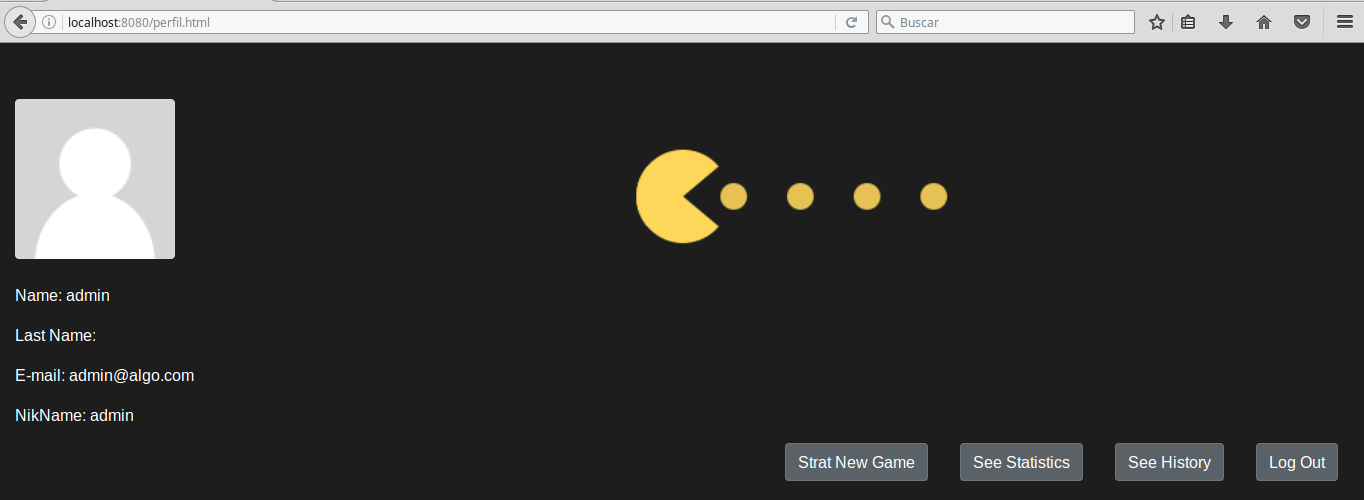 localhost:8080/perfil.html
Buscar
Name: admin
Last Name:
E-mail: admin@algo.com
NikName: admin
Strat New Game
See Statistics
See History
Log Out